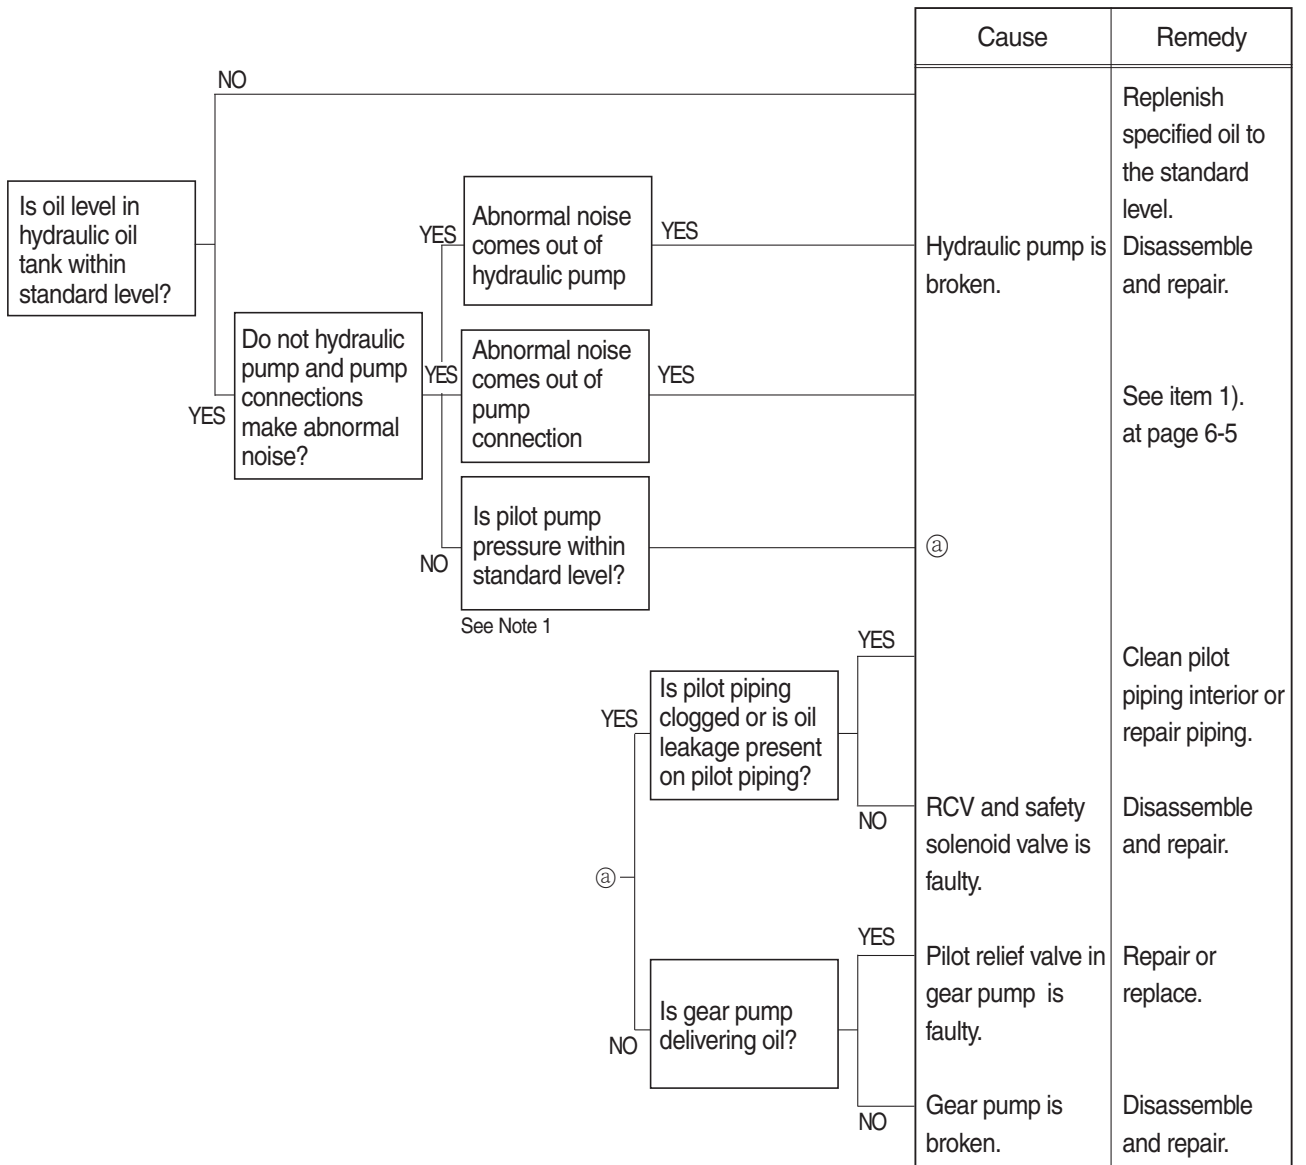 Cause
Remedy
NO
Replenish
specified oil to
the standard
level.
Is oil level in
hydraulic oil
tank within
standard level?
YES
Abnormal noise
comes out of
hydraulic pump
YES
Hydraulic pump is
broken.
Disassemble
and repair.
YES
Do not hydraulic
pump and pump
connections
make abnormal
noise?
YES
Abnormal noise
comes out of
pump
connection
YES
See item 1).
at page 6-5
NO
Is pilot pump
pressure within
standard level?
ⓐ
See Note 1
ⓐ
YES
Is pilot piping
clogged or is oil
leakage present
on pilot piping?
YES
Clean pilot
piping interior or
repair piping.
NO
RCV and safety
solenoid valve is
faulty.
Disassemble
and repair.
NO
Is gear pump
delivering oil?
YES
Pilot relief valve in
gear pump is
faulty.
Repair or
replace.
NO
Gear pump is
broken.
Disassemble
and repair.